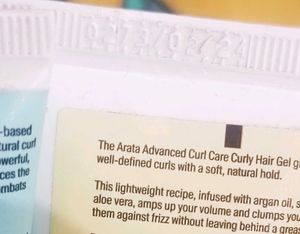 -based
tural curl
owerful,
ces the
ombats
The Arata Advanced Curl Care Curly Hair Gel g
well-defined curls with a soft, natural hold.
This lightweight recipe, infused with argan oil, s
aloe vera, amps up your volume and clumps you
them against frizz without leaving behind a greas